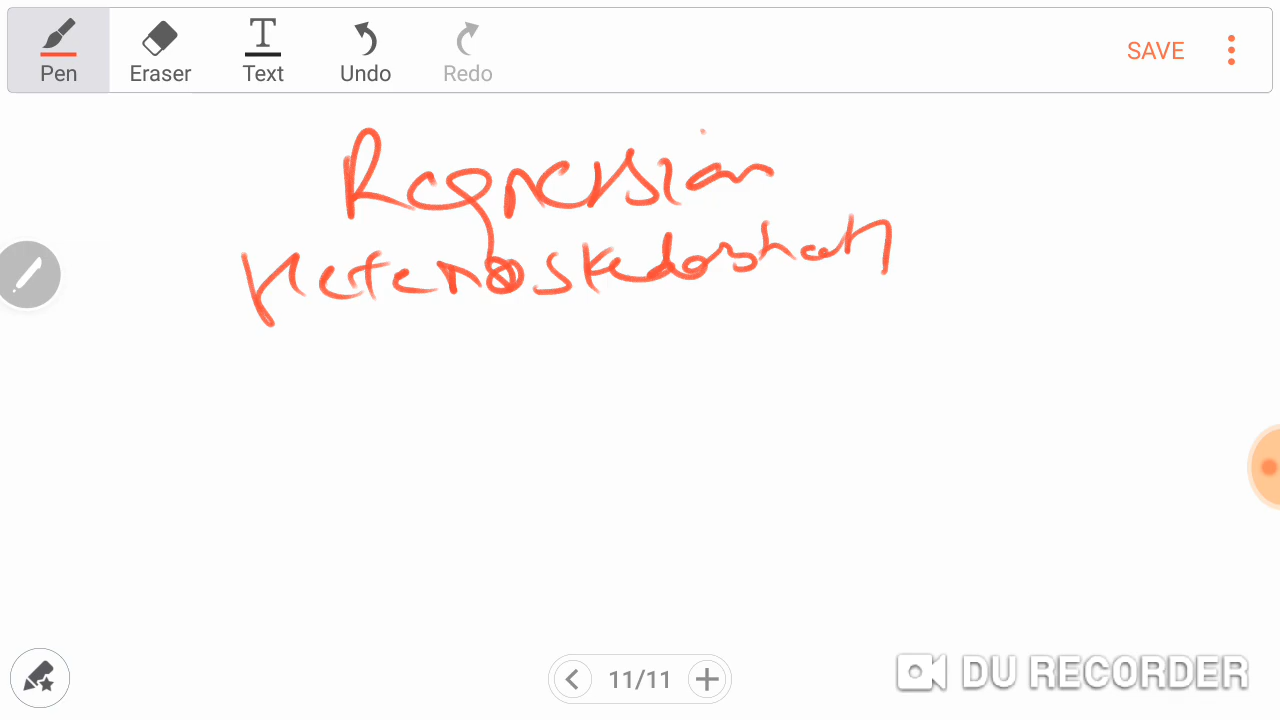 Pen Eraser Text Undo Redo SAVE
Regression
Heteroskedasticity
11/11
DU RECORDER